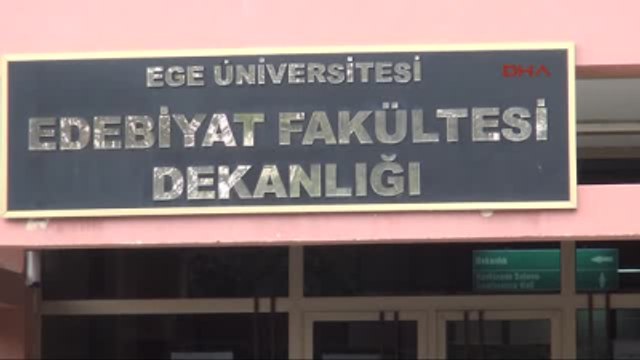 EGE ÜNİVERSİTESİ
DHA
EDEBİYAT FAKÜLTESİ
DEKANLIĞI